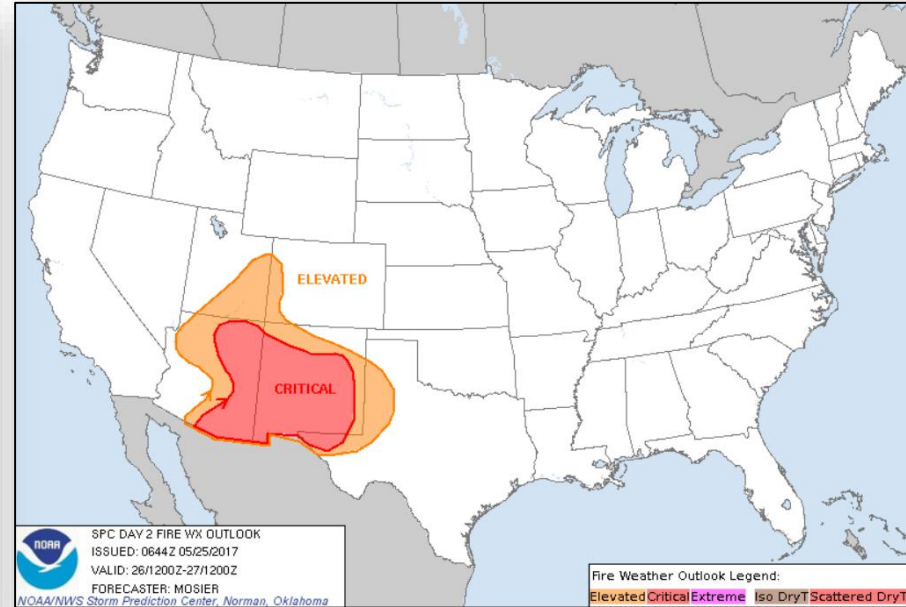 ELEVATED
CRITICAL
NOAA
SPC DAY 2 FIRE WX OUTLOOK
ISSUED: 0644Z 05/25/2017
VALID: 26/1200Z-27/1200Z
FORECASTER: MOSIER
NOAA/NWS Storm Prediction Center, Norman, Oklahoma
Fire Weather Outlook Legend:
Elevated Critical Extreme Iso DryT Scattered DryT